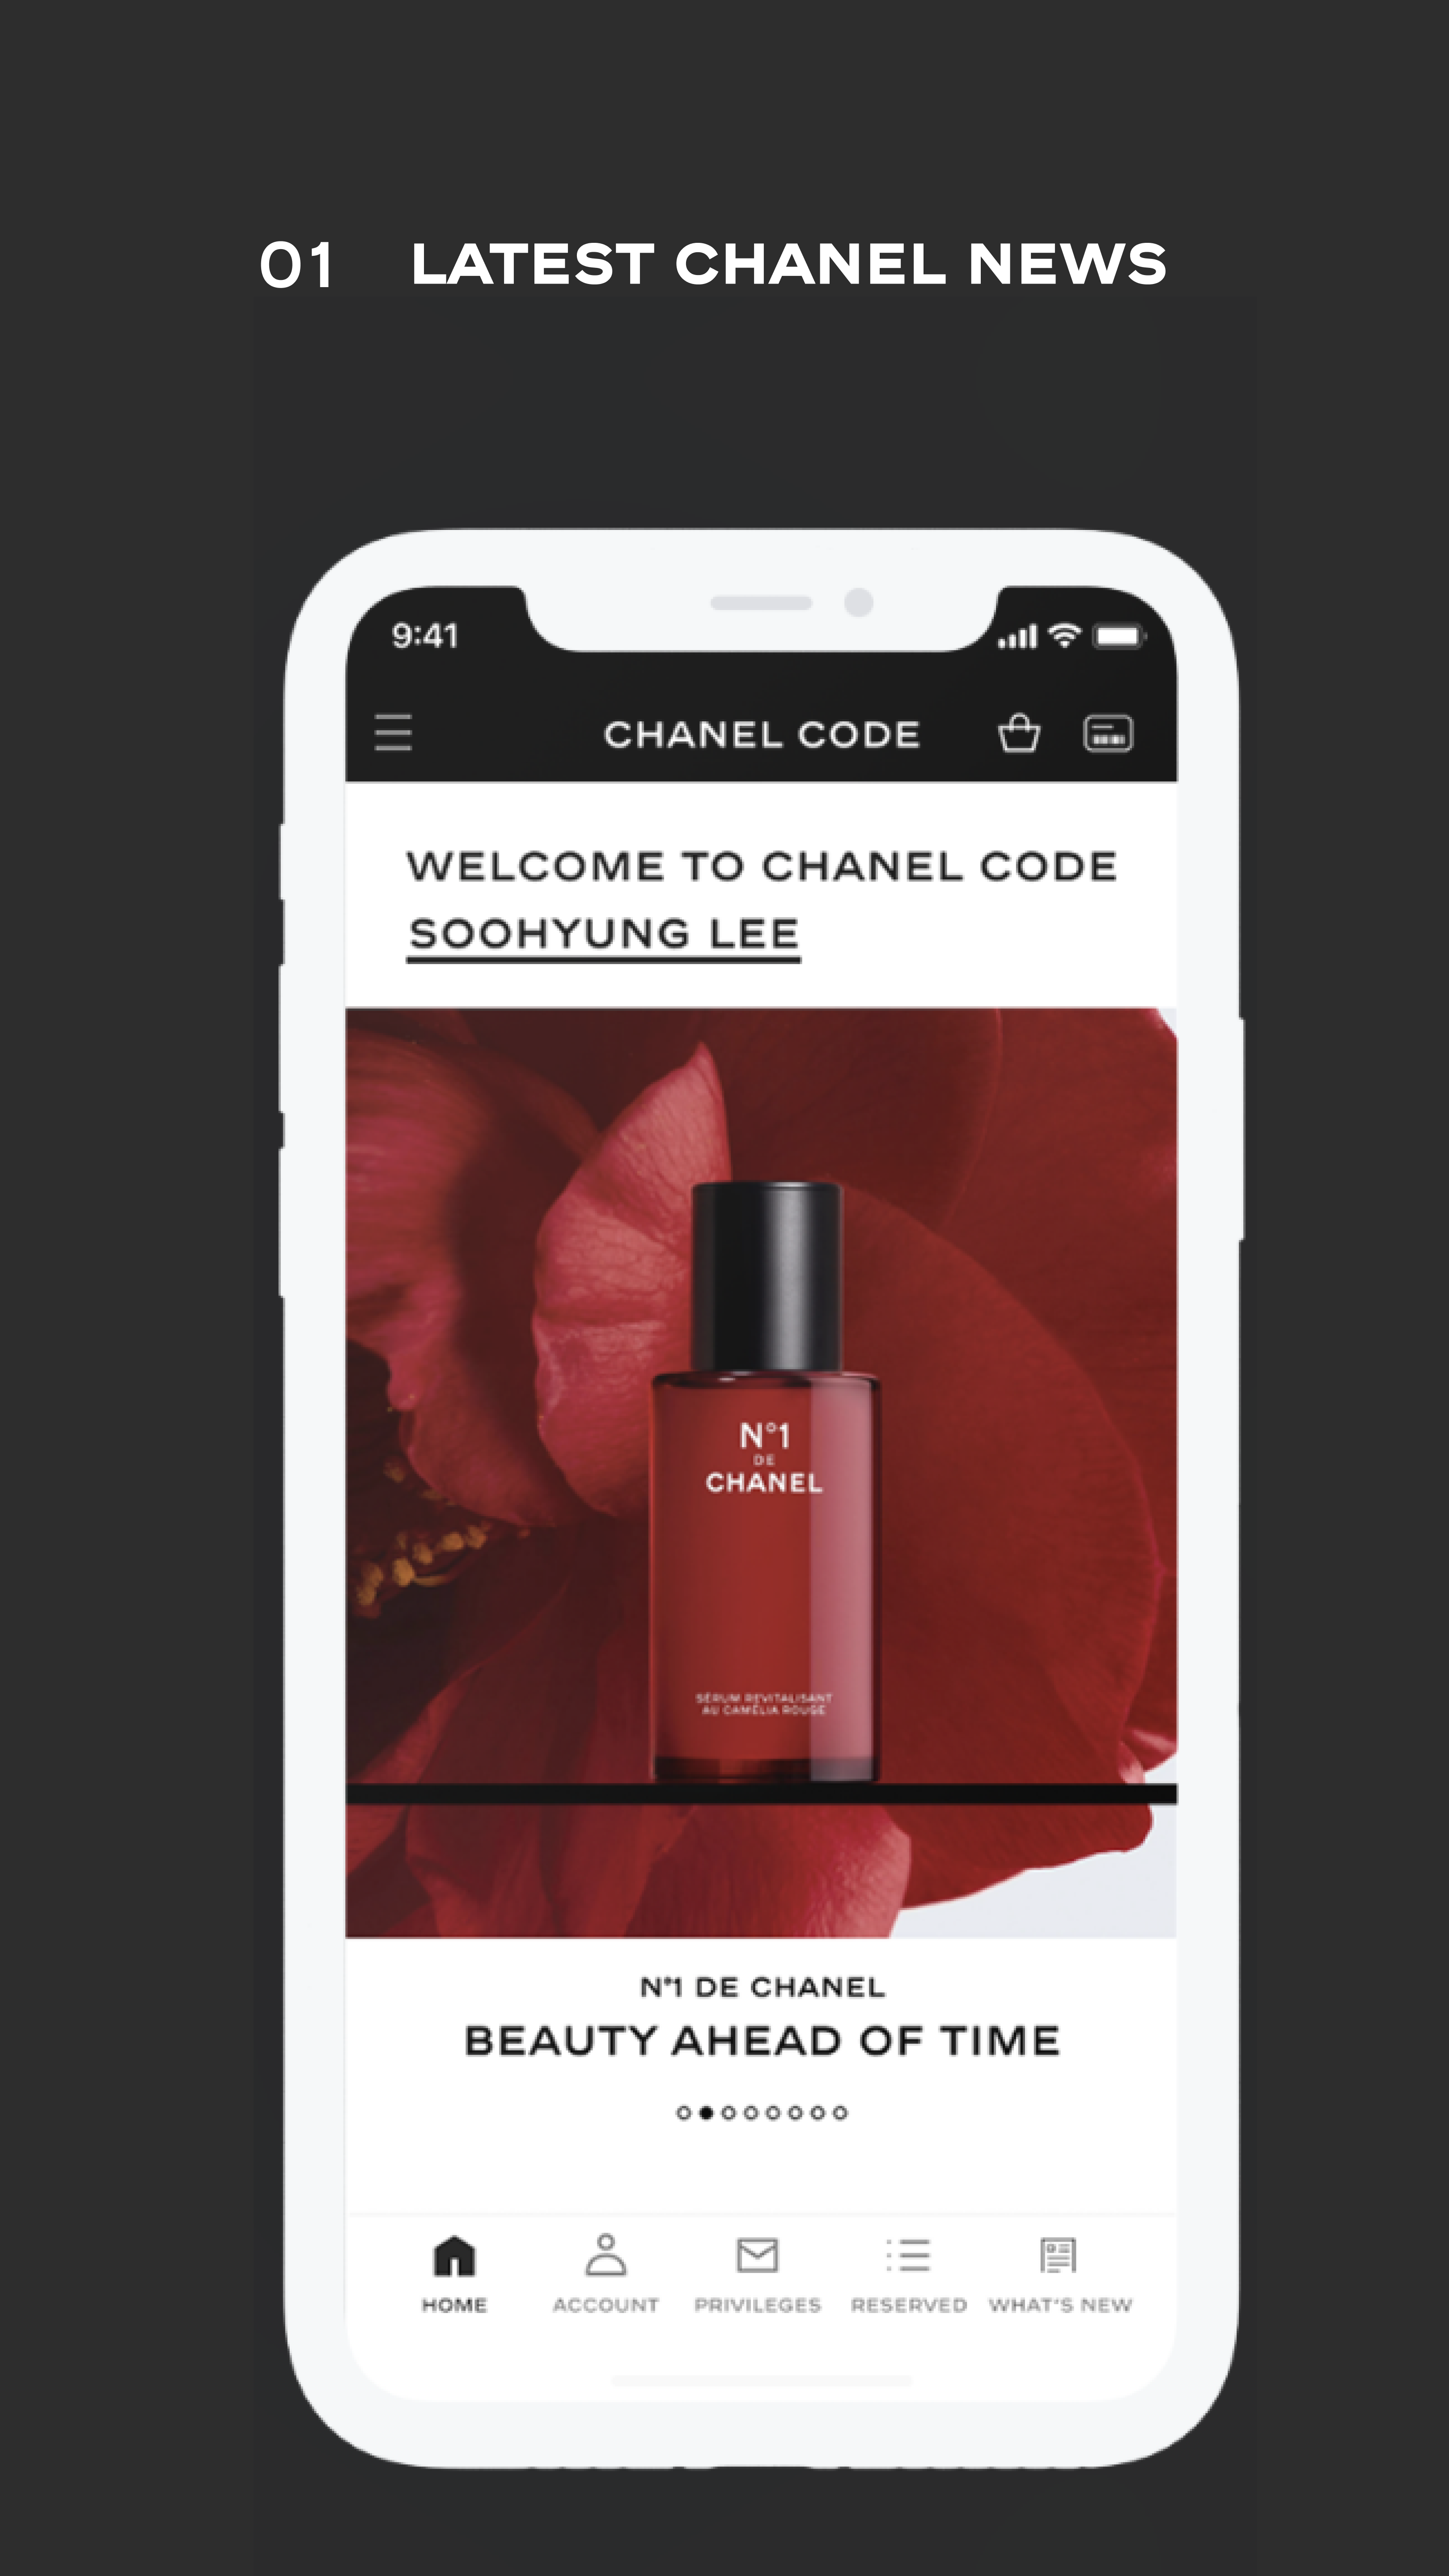 01 LATEST CHANEL NEWS
9:41
CHANEL CODE
WELCOME TO CHANEL CODE
SOOHYUNG LEE
N°1
DE
CHANEL
SÉRUM REVITALISANT
AU CAMÉLIA ROUGE
N°1 DE CHANEL
BEAUTY AHEAD OF TIME
HOME ACCOUNT PRIVILEGES RESERVED WHAT'S NEW